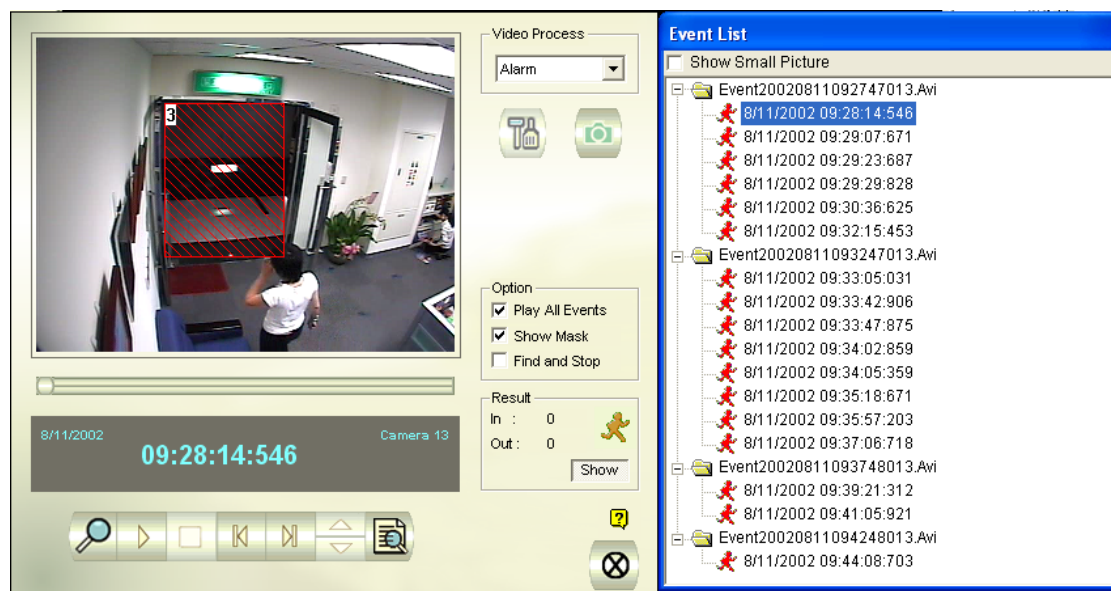 Video Process
Alarm
3
Option
Play All Events
Show Mask
Find and Stop
Result
In : 0
Out : 0
Show
8/11/2002
Camera 13
09:28:14:546
Event List
Show Small Picture
Event20020811092747013.Avi
8/11/2002 09:28:14:546
8/11/2002 09:29:07:671
8/11/2002 09:29:23:687
8/11/2002 09:29:29:828
8/11/2002 09:30:36:625
8/11/2002 09:32:15:453
Event20020811093247013.Avi
8/11/2002 09:33:05:031
8/11/2002 09:33:42:906
8/11/2002 09:33:47:875
8/11/2002 09:34:02:859
8/11/2002 09:34:05:359
8/11/2002 09:35:18:671
8/11/2002 09:35:57:203
8/11/2002 09:37:06:718
Event20020811093748013.Avi
8/11/2002 09:39:21:312
8/11/2002 09:41:05:921
Event20020811094248013.Avi
8/11/2002 09:44:08:703